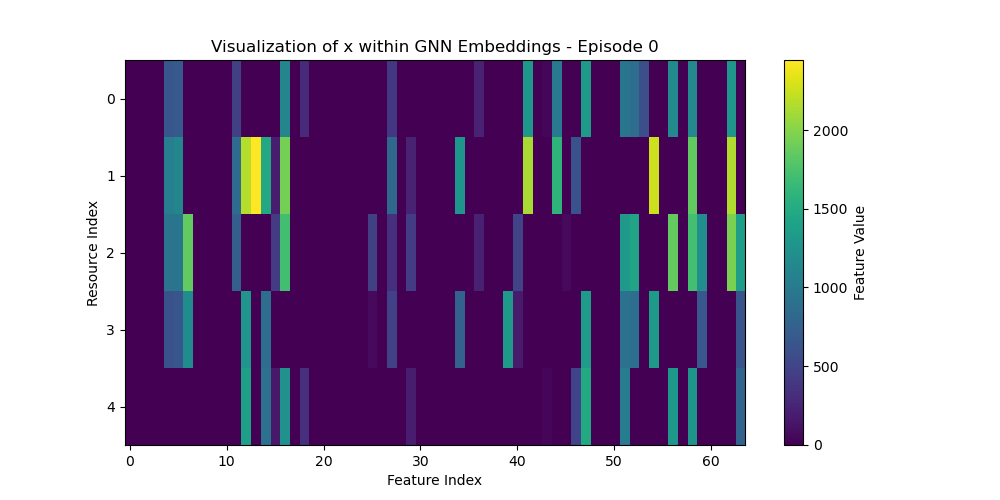 Visualization of x within GNN Embeddings - Episode 0
Resource Index
0
1
2
3
4
0 10 20 30 40 50 60
Feature Index
2000
1500
1000
500
0
Feature Value